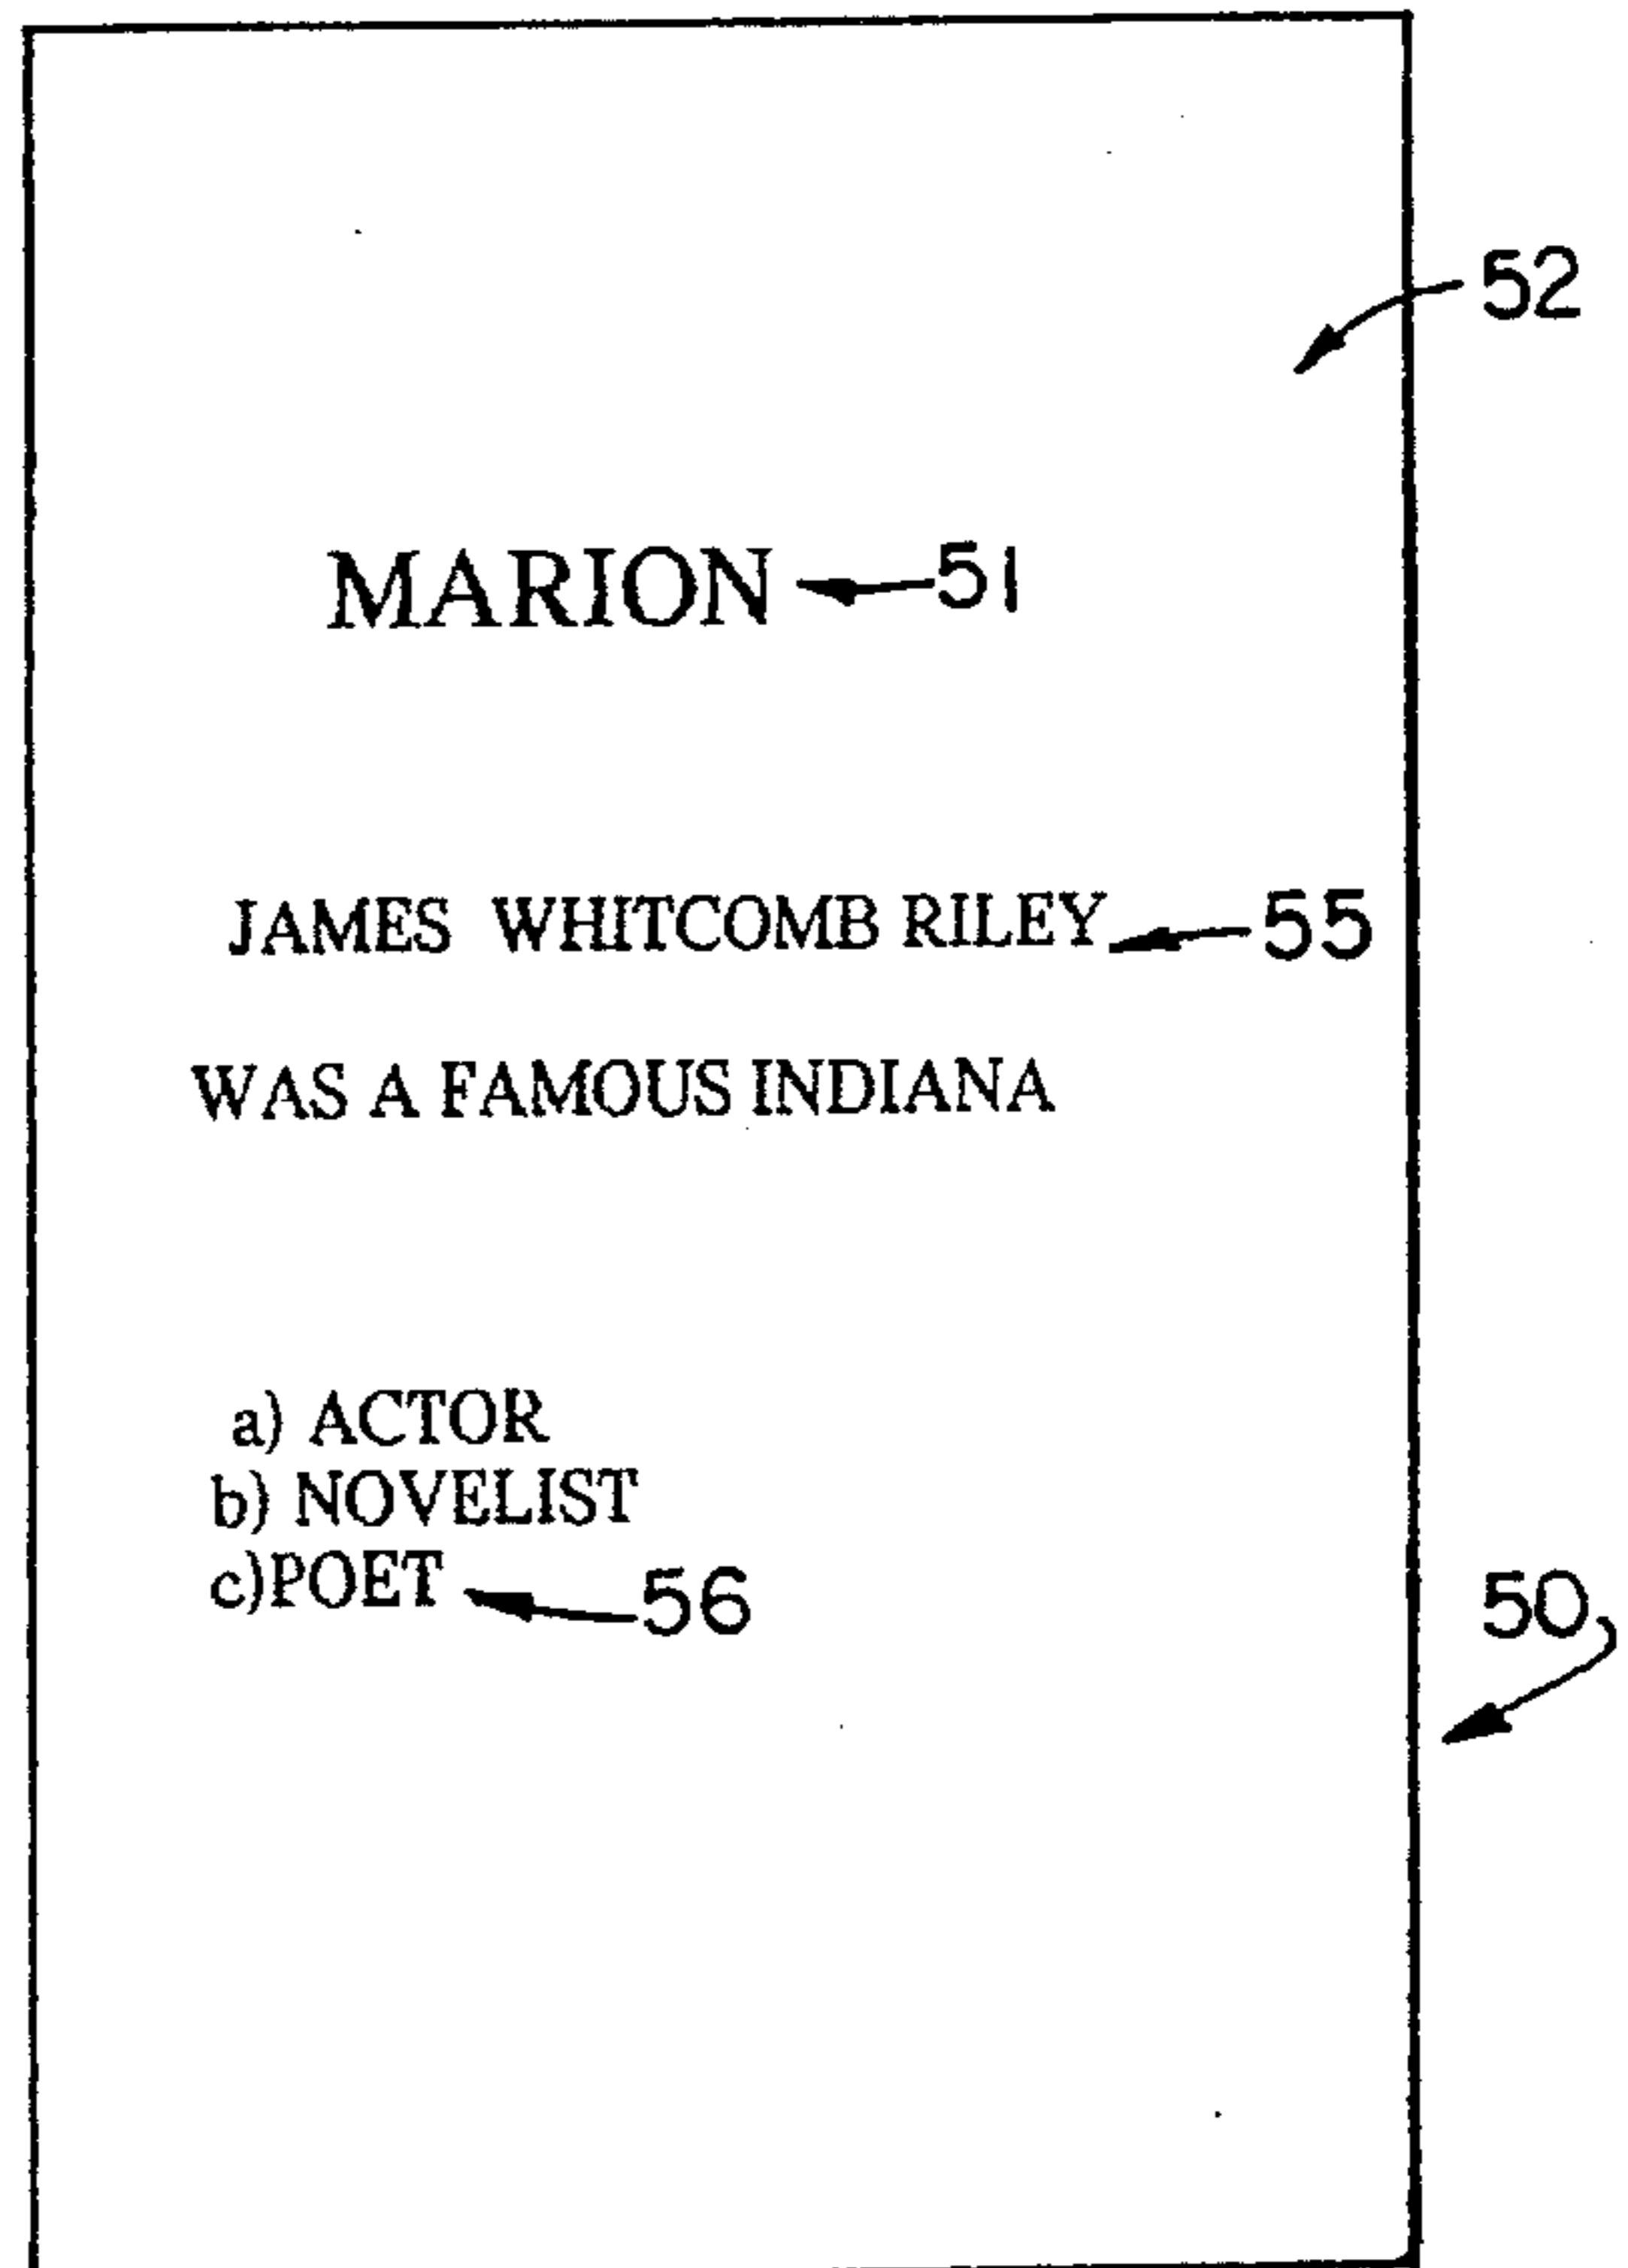 52
MARION 51
JAMES WHITCOMB RILEY 55
WAS A FAMOUS INDIANA
a) ACTOR
b) NOVELIST
c)POET 56
50